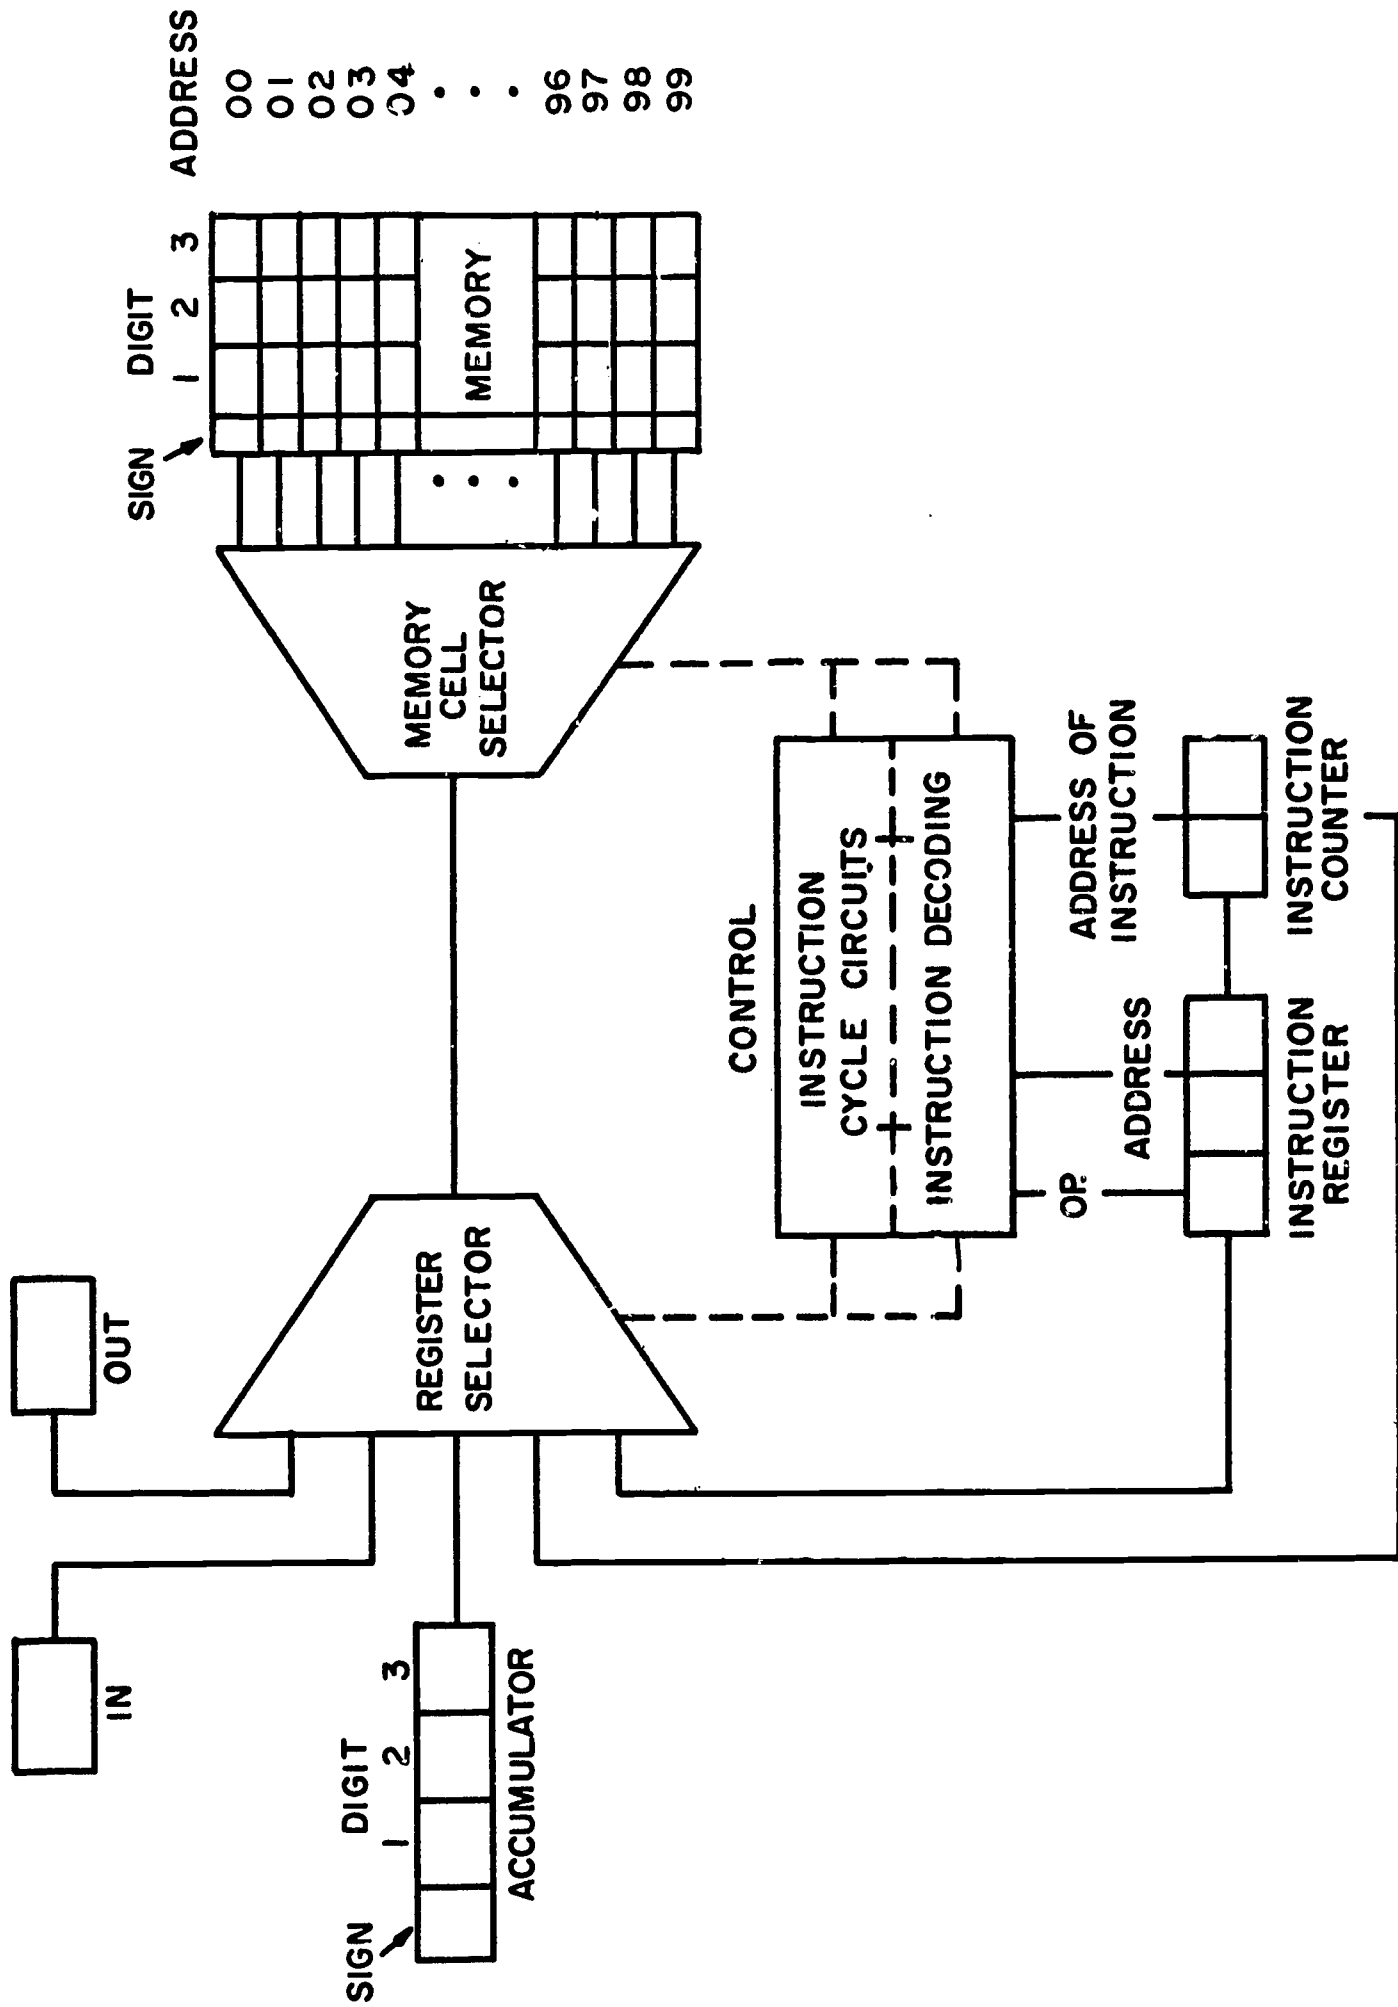 IN
OUT
SIGN
DIGIT
1 2 3
ACCUMULATOR
REGISTER
SELECTOR
MEMORY
CELL
SELECTOR
SIGN
DIGIT
1 2 3
MEMORY
ADDRESS
00
01
02
03
04
96
97
98
99
CONTROL
INSTRUCTION
CYCLE CIRCUITS
INSTRUCTION DECODING
OP.
ADDRESS
ADDRESS OF
INSTRUCTION
INSTRUCTION
REGISTER
INSTRUCTION
COUNTER